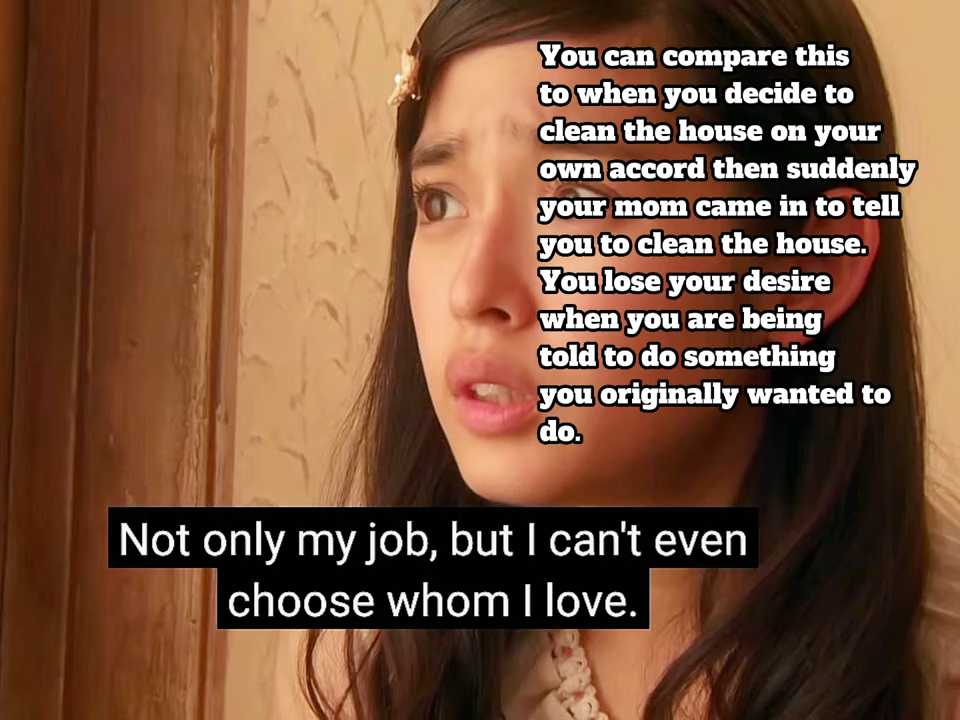 You can compare this
to when you decide to
clean the house on your
own accord then suddenly
your mom came in to tell
you to clean the house.
You lose your desire
when you are being
told to do something
you originally wanted to
do.
Not only my job, but I can't even
choose whom I love.